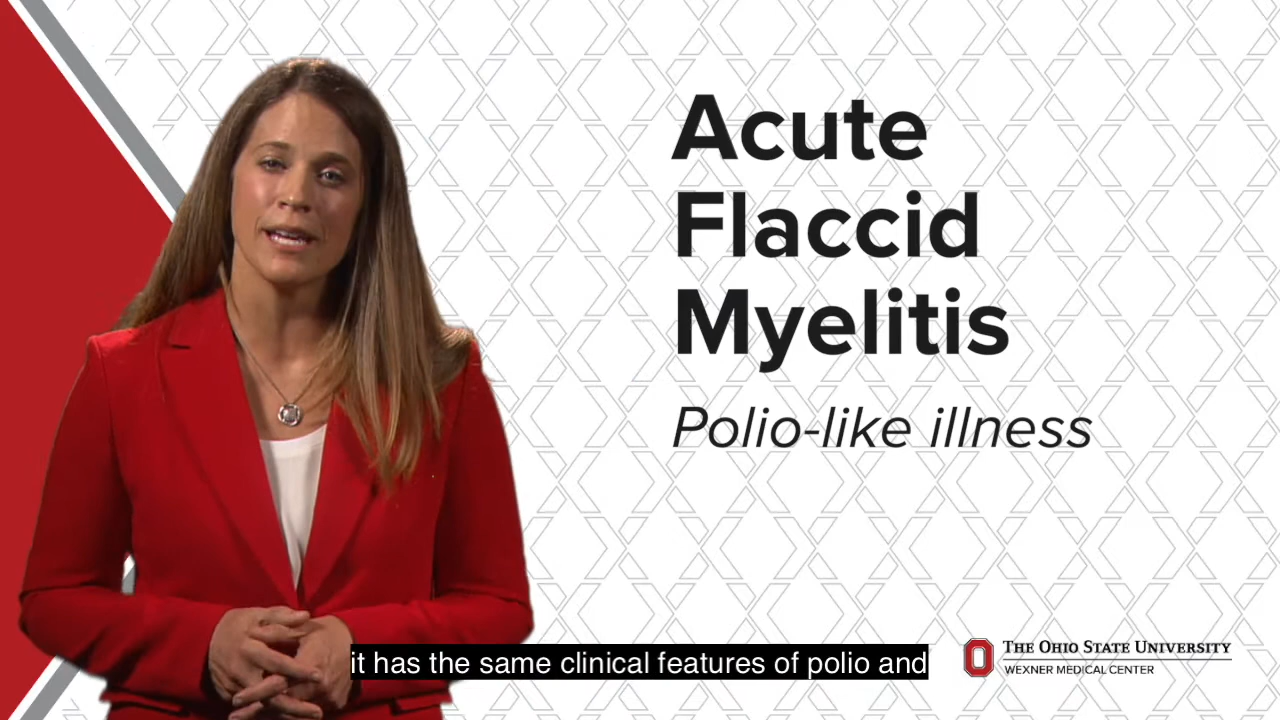 Acute
Flaccid
Myelitis
Polio-like illness
it has the same clinical features of polio and
THE OHIO STATE UNIVERSITY
WEXNER MEDICAL CENTER